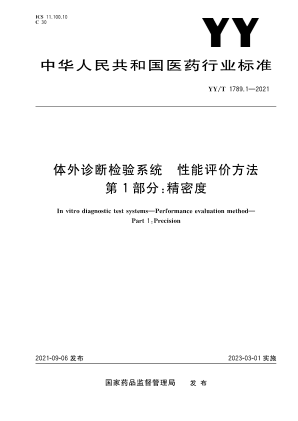 ICS 11.100.10
C 30
YY
中华人民共和国医药行业标准
YY/T 1789.1—2021
体外诊断检验系统 性能评价方法
第1部分:精密度
In vitro diagnostic test systems—Performance evaluation method—
Part 1:Precision
2021-09-06 发布
2023-03-01 实施
国家药品监督管理局 发布